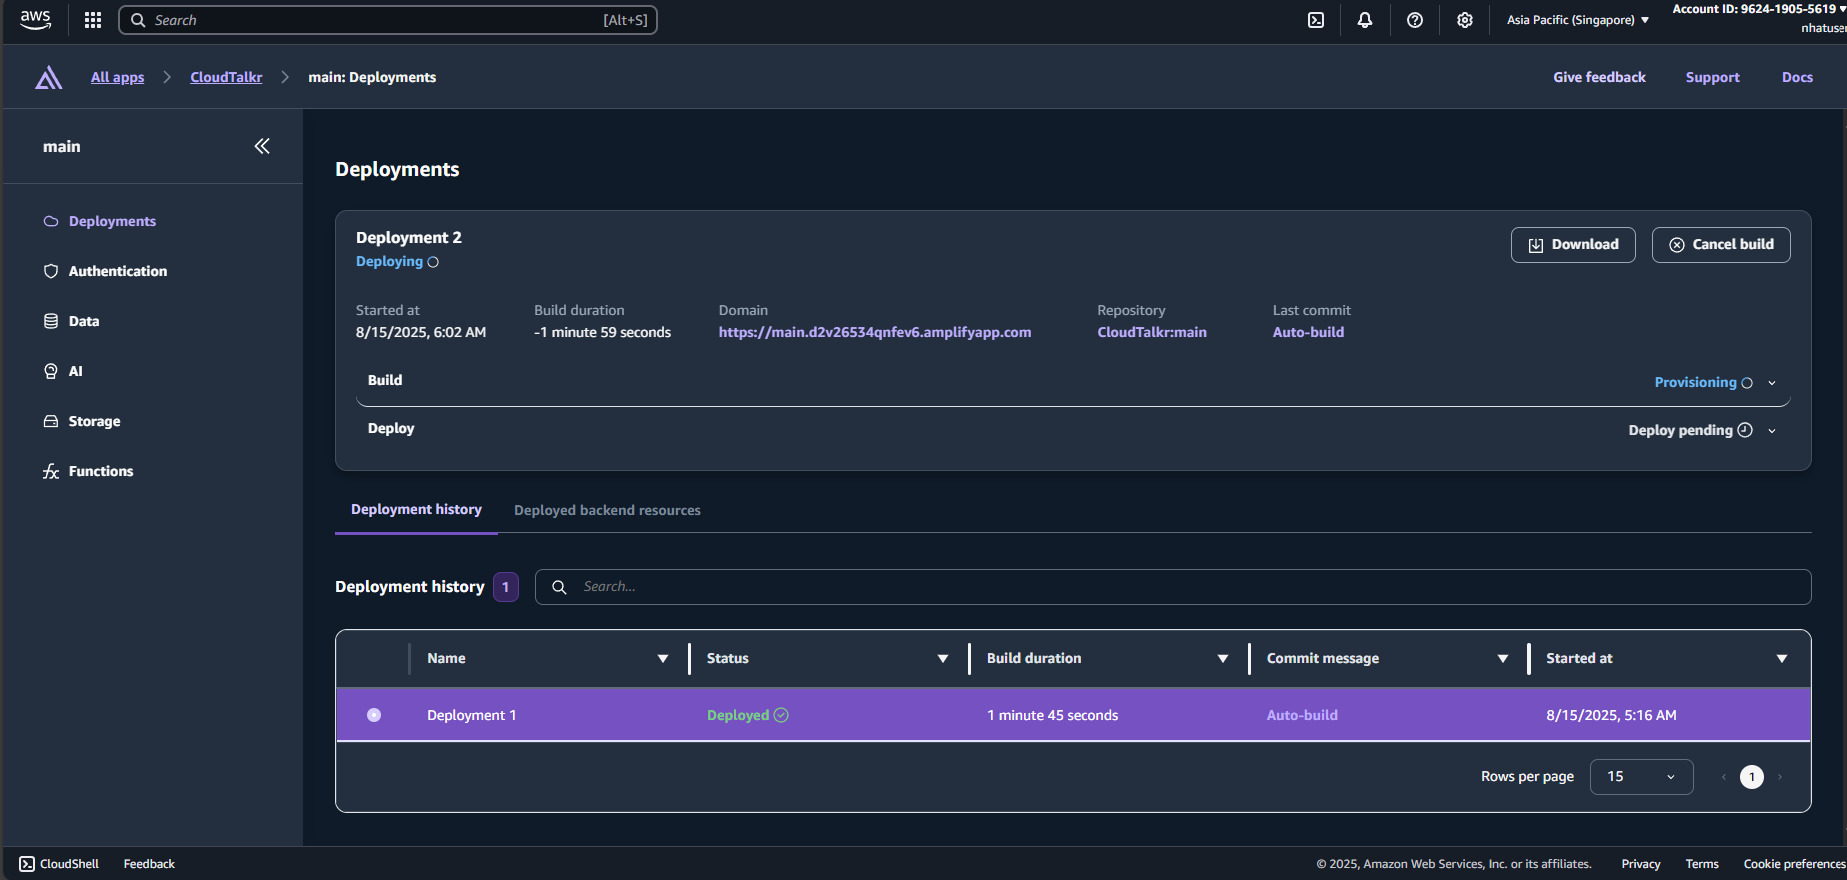 aws
Search [Alt+S]
Asia Pacific (Singapore)
Account ID: 9624-1905-5619
nhatuser
All apps
CloudTalkr
main: Deployments
Give feedback
Support
Docs
main
Deployments
Authentication
Data
AI
Storage
Functions
Deployments
Deployment 2
Deploying
Download
Cancel build
Started at
8/15/2025, 6:02 AM
Build duration
-1 minute 59 seconds
Domain
https://main.d2v26534qnfev6.amplifyapp.com
Repository
CloudTalkr:main
Last commit
Auto-build
Build
Provisioning
Deploy
Deploy pending
Deployment history
Deployed backend resources
Deployment history 1
Search...
Name Status Build duration Commit message Started at
Deployment 1 Deployed 1 minute 45 seconds Auto-build 8/15/2025, 5:16 AM
Rows per page 15 1
CloudShell Feedback
© 2025, Amazon Web Services, Inc. or its affiliates. Privacy Terms Cookie preferences